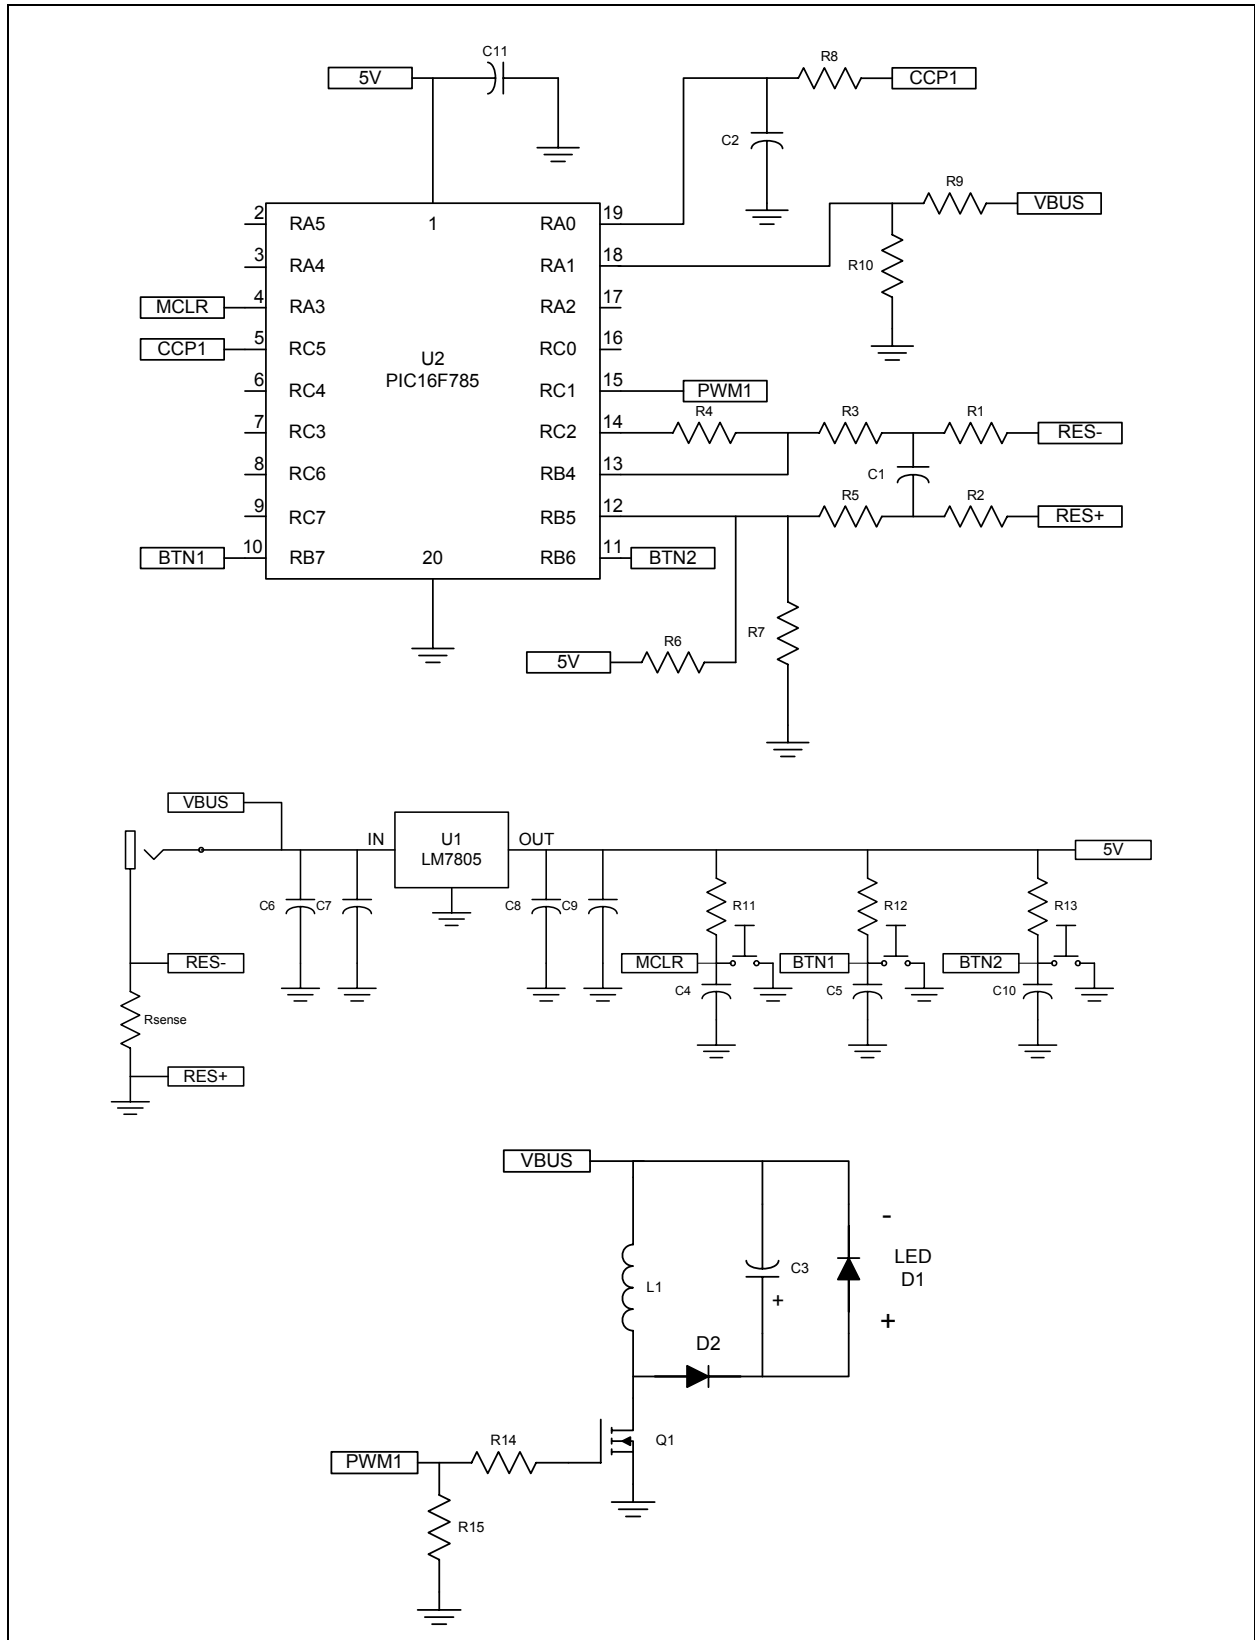 C11
5V
R8
CCP1
C2
R9
VBUS
R10
2 RA5 1 RA0 19
3 RA4 RA1 18
MCLR 4 RA3 RA2 17
CCP1 5 RC5 RC0 16
U2
PIC16F785
6 RC4 RC1 15 PWM1
7 RC3 RC2 14 R4 R3 R1 RES-
8 RC6 RB4 13 C1
9 RC7 RB5 12 R5 R2 RES+
BTN1 10 RB7 20 RB6 11 BTN2
5V R6 R7
VBUS
IN U1 OUT 5V
LM7805
C6 C7 C8 C9 R11 R12 R13
RES- MCLR BTN1 BTN2
C4 C5 C10
Rsense
RES+
VBUS
-
L1 C3 LED
D1
+
+
D2
R14 Q1
PWM1
R15